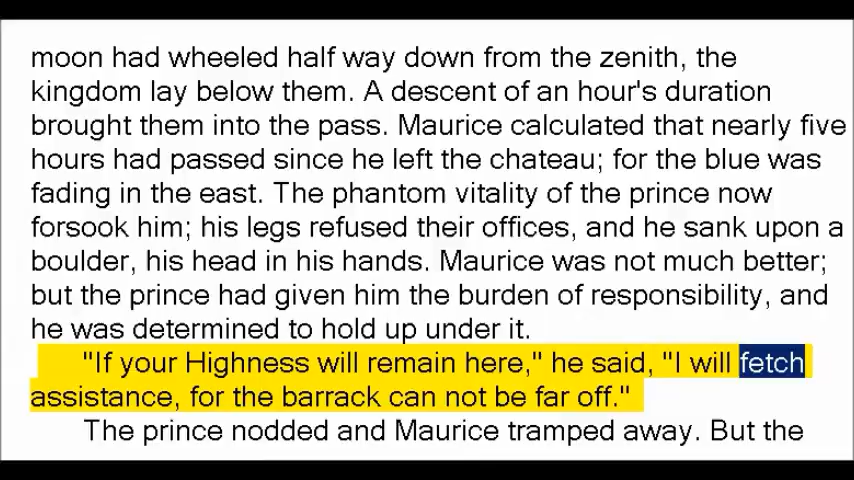 moon had wheeled half way down from the zenith, the
kingdom lay below them. A descent of an hour's duration
brought them into the pass. Maurice calculated that nearly five
hours had passed since he left the chateau; for the blue was
fading in the east. The phantom vitality of the prince now
forsook him; his legs refused their offices, and he sank upon a
boulder, his head in his hands. Maurice was not much better;
but the prince had given him the burden of responsibility, and
he was determined to hold up under it.
"If your Highness will remain here," he said, "I will fetch
assistance, for the barrack can not be far off."
The prince nodded and Maurice tramped away. But the